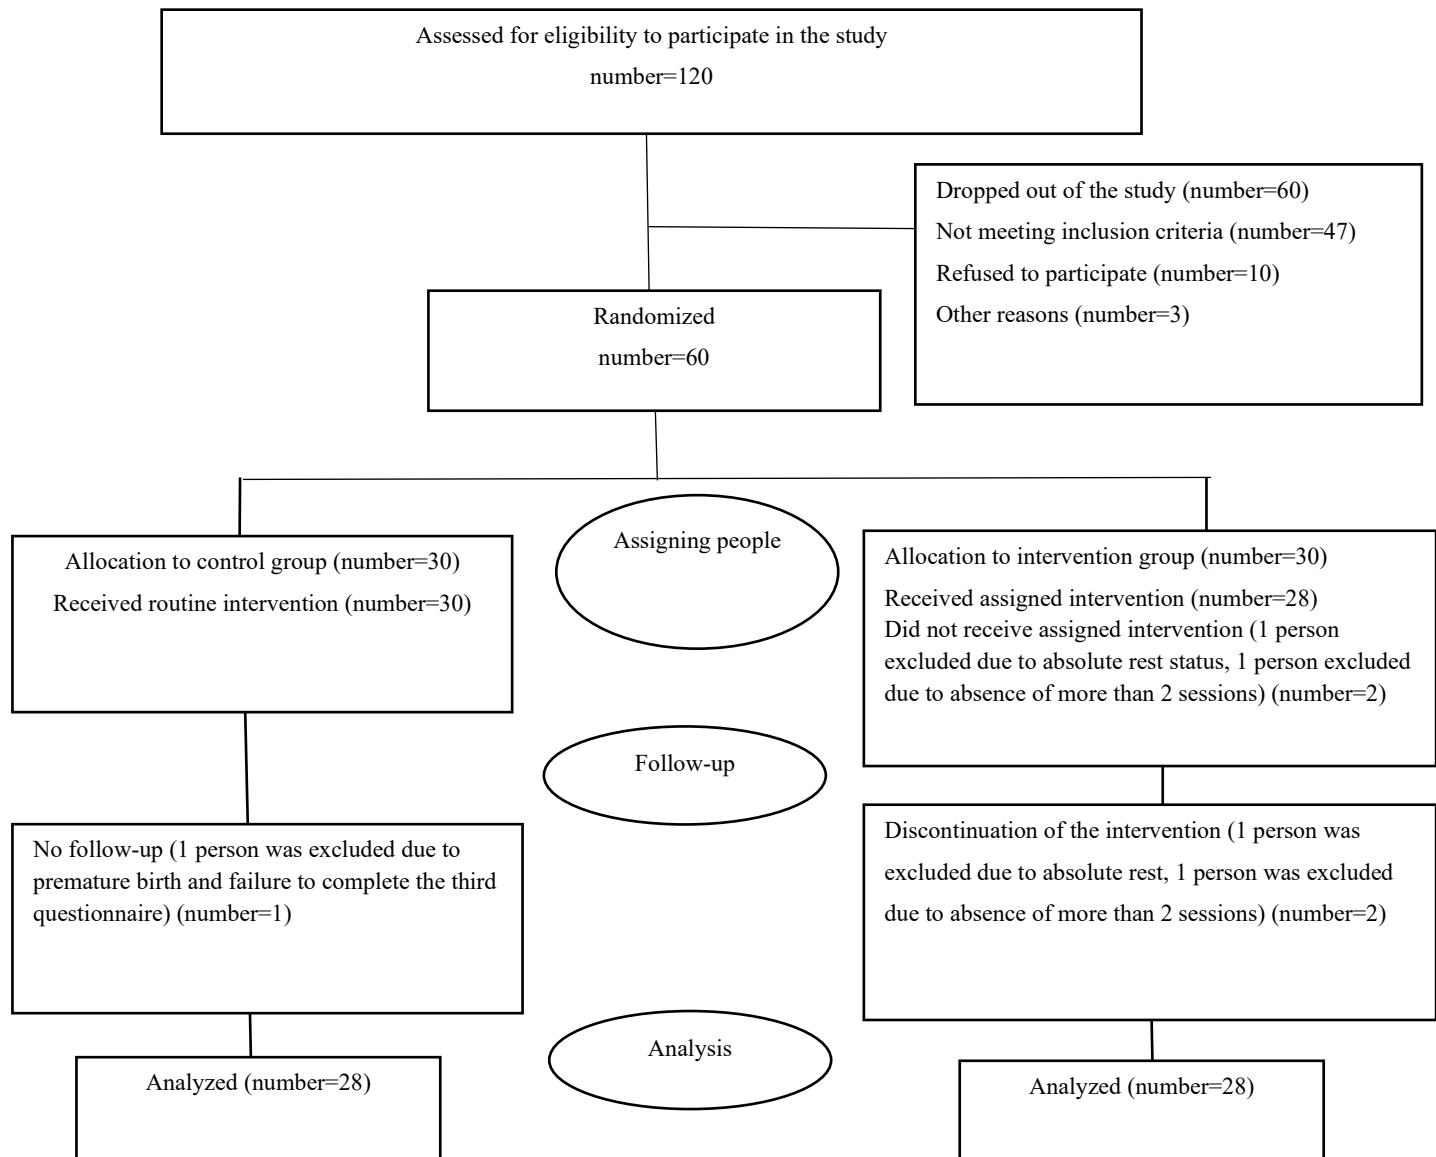 Assessed for eligibility to participate in the study
number=120
Dropped out of the study (number=60)
Not meeting inclusion criteria (number=47)
Refused to participate (number=10)
Other reasons (number=3)
Randomized
number=60
Assigning people
Allocation to control group (number=30)
Received routine intervention (number=30)
Allocation to intervention group (number=30)
Received assigned intervention (number=28)
Did not receive assigned intervention (1 person
excluded due to absolute rest status, 1 person excluded
due to absence of more than 2 sessions) (number=2)
Follow-up
No follow-up (1 person was excluded due to
premature birth and failure to complete the third
questionnaire) (number=1)
Discontinuation of the intervention (1 person was
excluded due to absolute rest, 1 person was excluded
due to absence of more than 2 sessions) (number=2)
Analysis
Analyzed (number=28)
Analyzed (number=28)